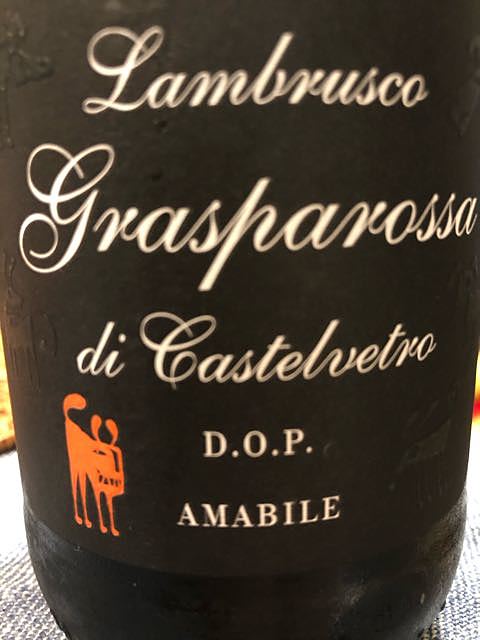 Lambrusco
Grasparossa
di Castelvetro
D.O.P.
AMABILE